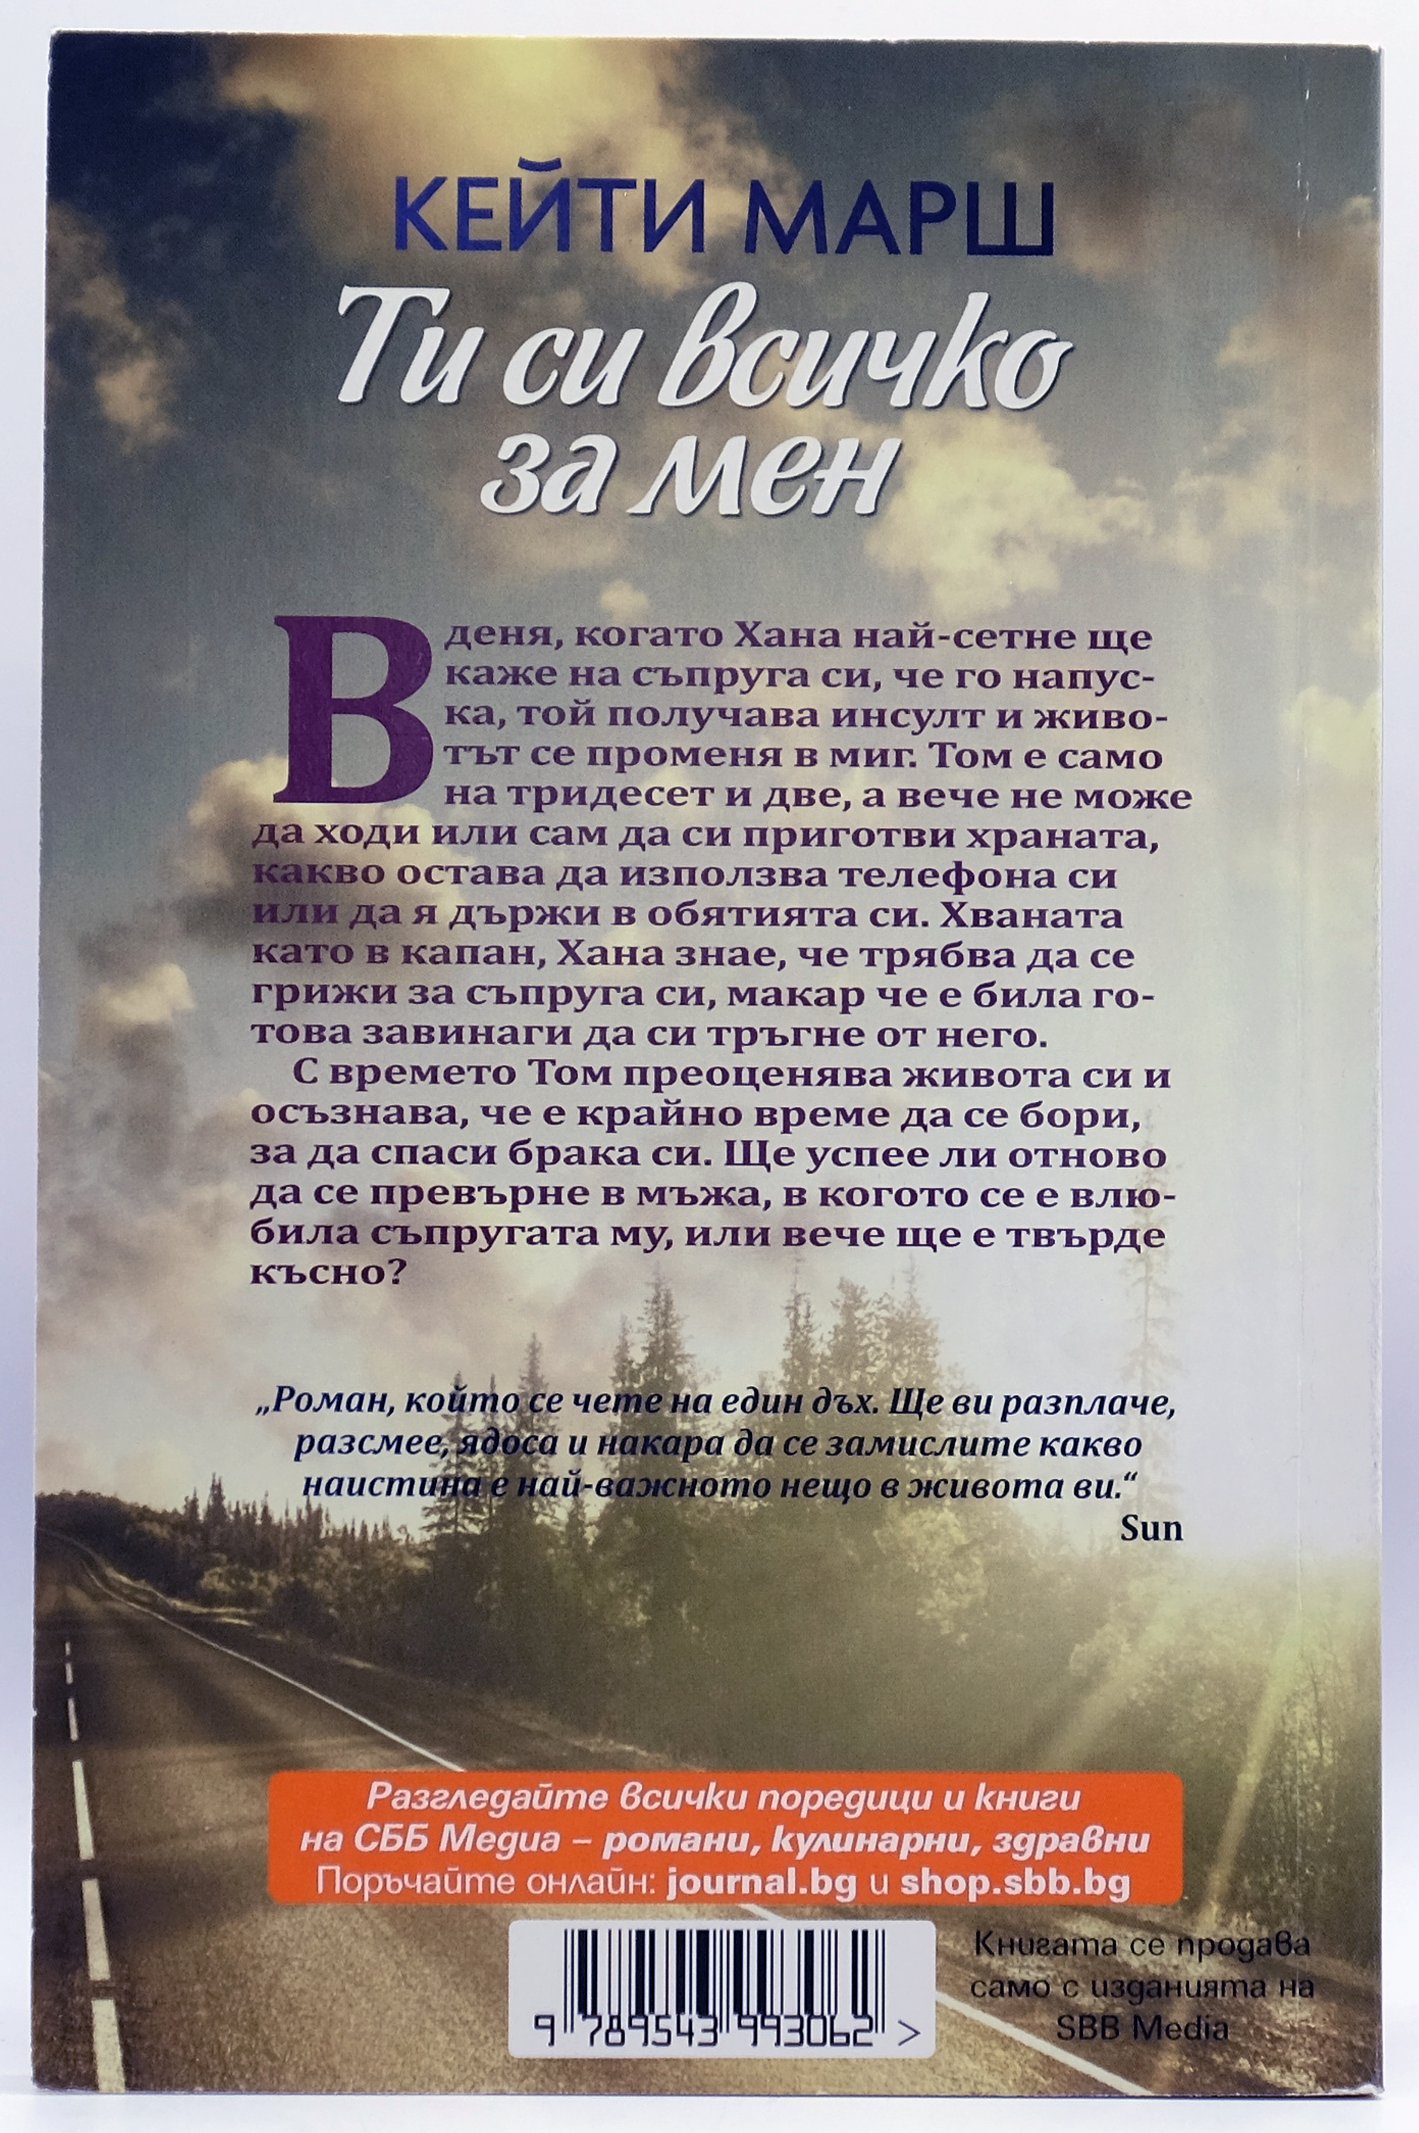 КЕЙТИ МАРШ
Ти си всичко
за мен
В деня, когато Хана най-сетне ще
каже на съпруга си, че го напус-
ка, той получава инсулт и живо-
тът се променя в миг. Том е само
на тридесет и две, а вече не може
да ходи или сам да си приготви храната,
какво остава да използва телефона си
или да я държи в обятията си. Хваната
като в капан, Хана знае, че трябва да се
грижи за съпруга си, макар че е била го-
това завинаги да си тръгне от него.
С времето Том преоценява живота си и
осъзнава, че е крайно време да се бори,
за да спаси брака си. Ще успее ли отново
да се превърне в мъжа, в когото се е влю-
била съпругата му, или вече ще е твърде
късно?
„Роман, който се чете на един дъх. Ще ви разплаче,
разсмее, ядоса и накара да се замислите какво
наистина е най-важното нещо в живота ви.“
Sun
Разгледайте всички поредици и книги
на СББ Медиа – романи, кулинарни, здравни
Поръчайте онлайн: journal.bg и shop.sbb.bg
9 789543 993062 >
Книгата се продава
само с изданията на
SBB Media